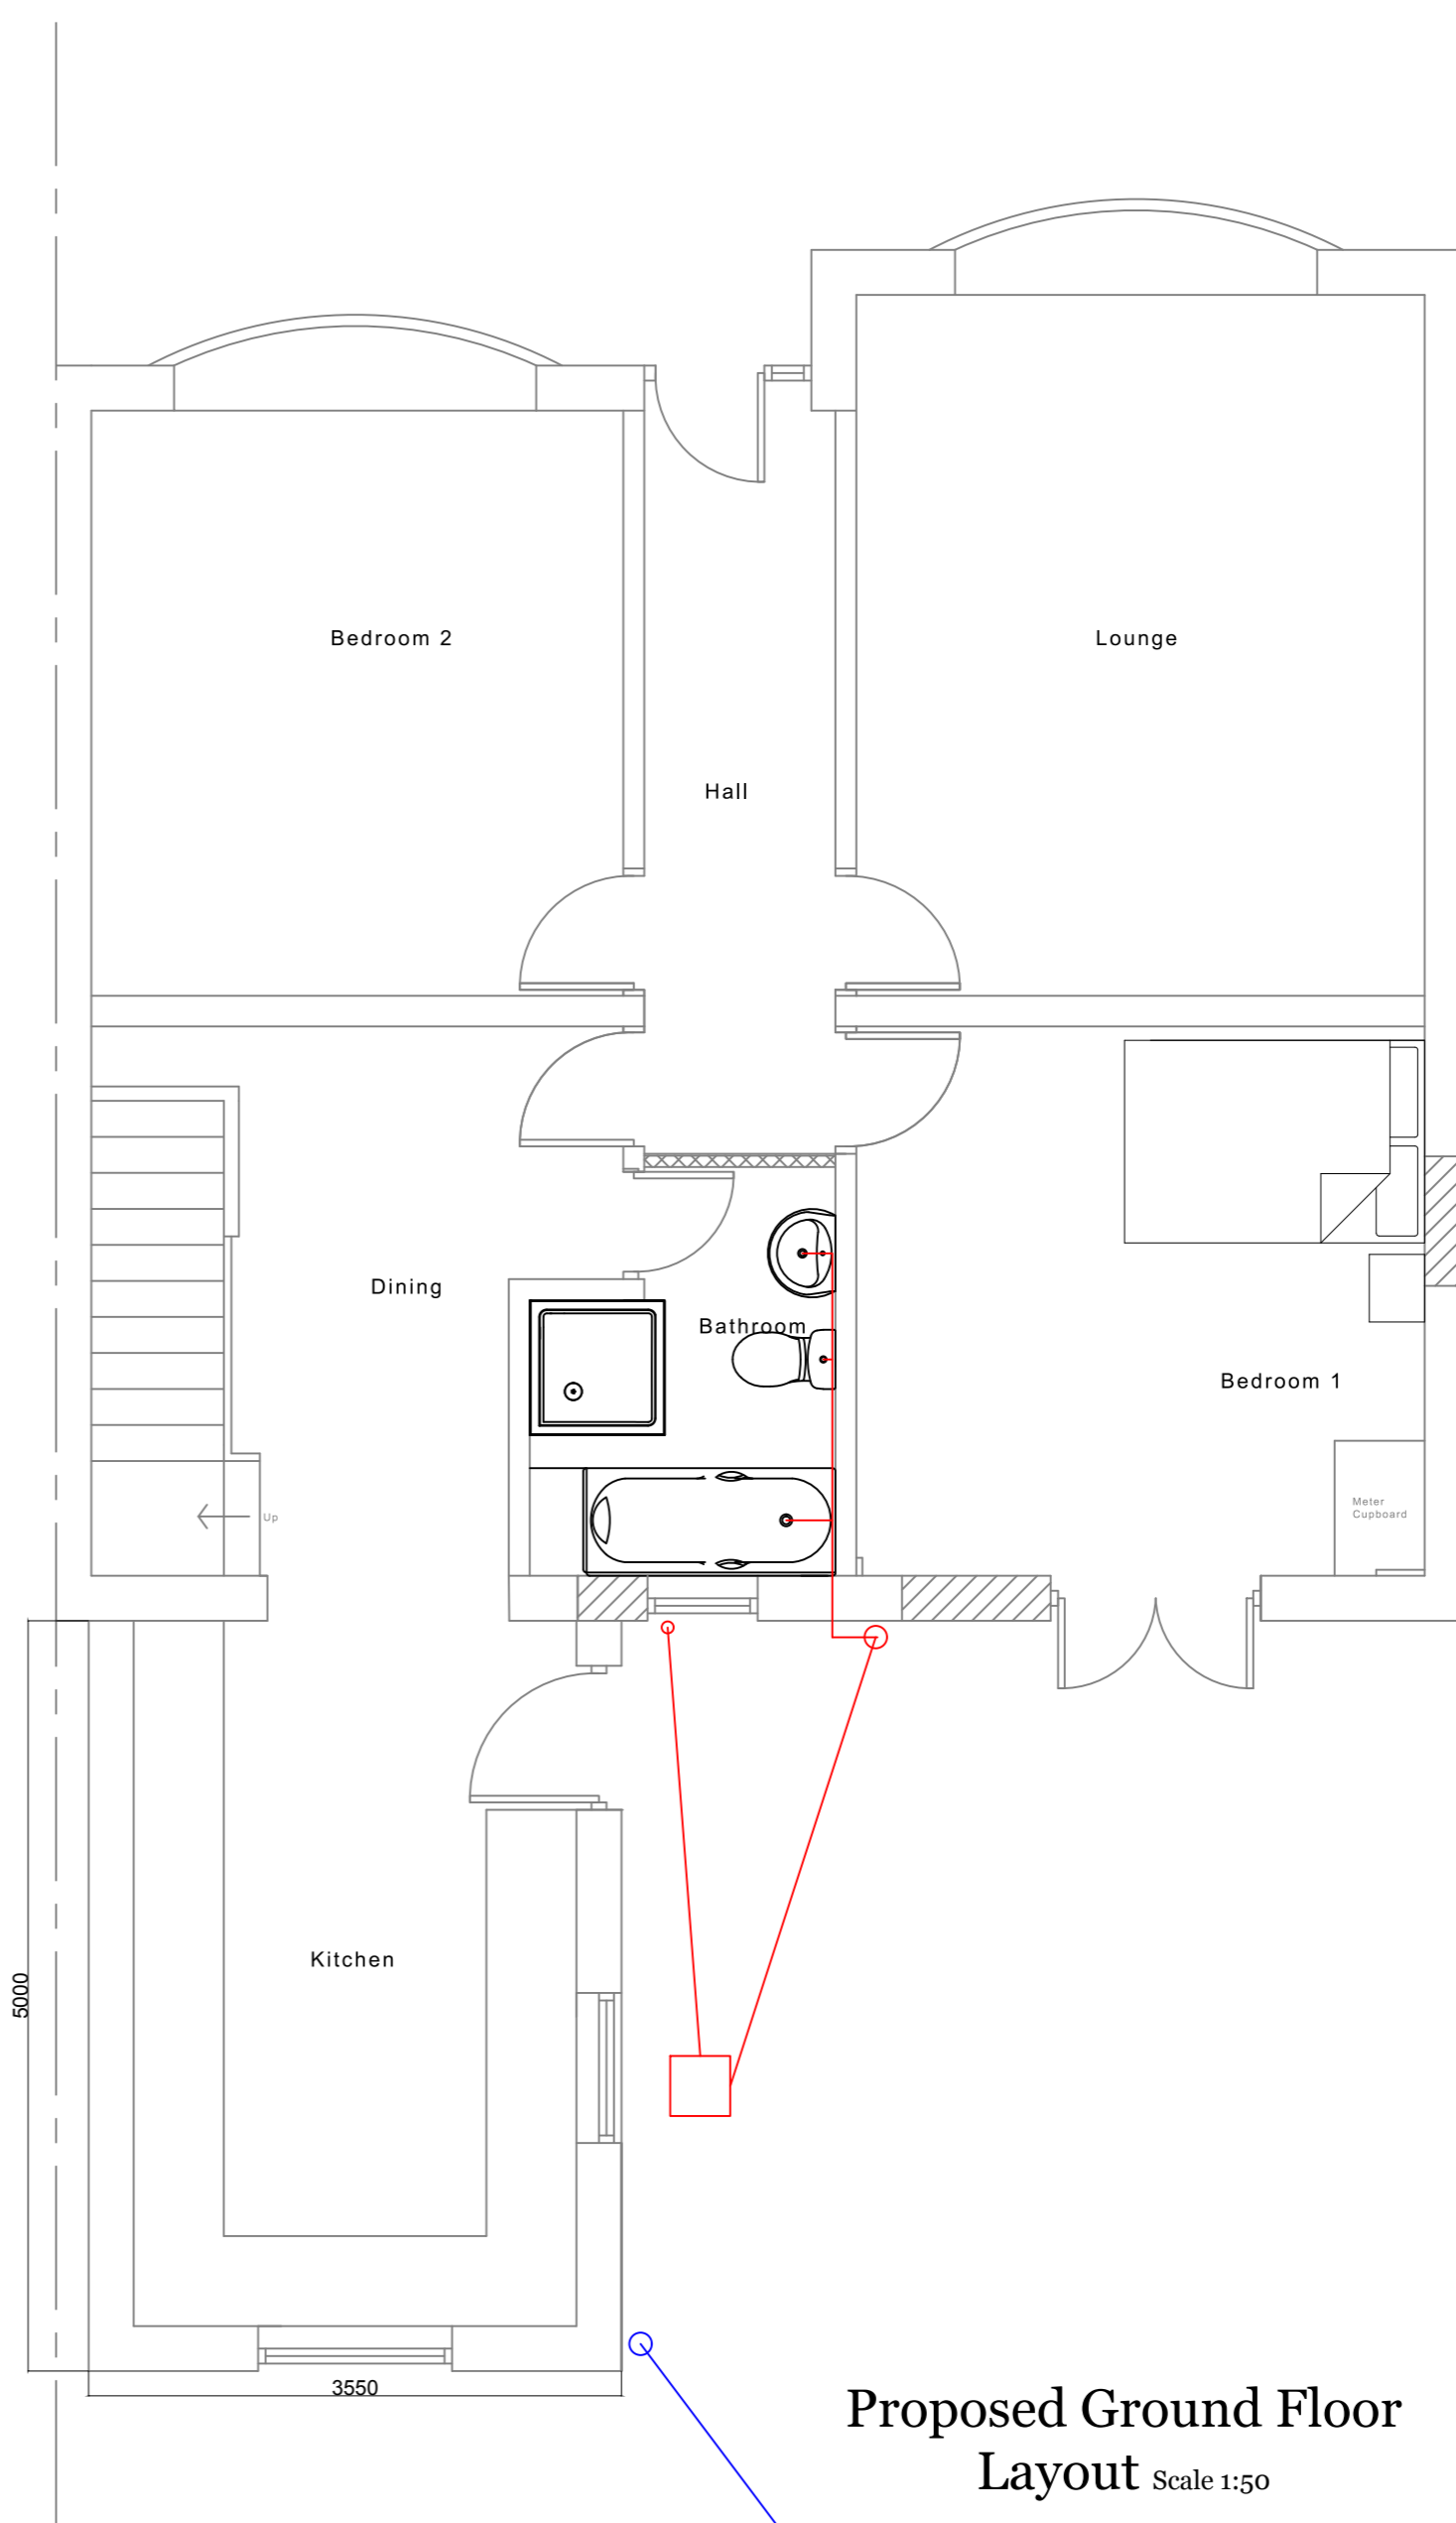 Bedroom 2
Lounge
Hall
Dining
Bathroom
Bedroom 1
Meter
Cupboard
Up
Kitchen
5000
3550
Proposed Ground Floor
Layout Scale 1:50